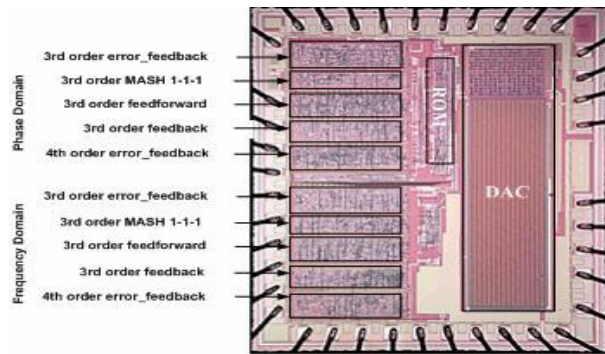 Phase Domain
3rd order error_feedback
3rd order MASH 1-1-1
3rd order feedforward
3rd order feedback
4th order error_feedback
Frequency Domain
3rd order error_feedback
3rd order MASH 1-1-1
3rd order feedforward
3rd order feedback
4th order error_feedback
ROM
DAC